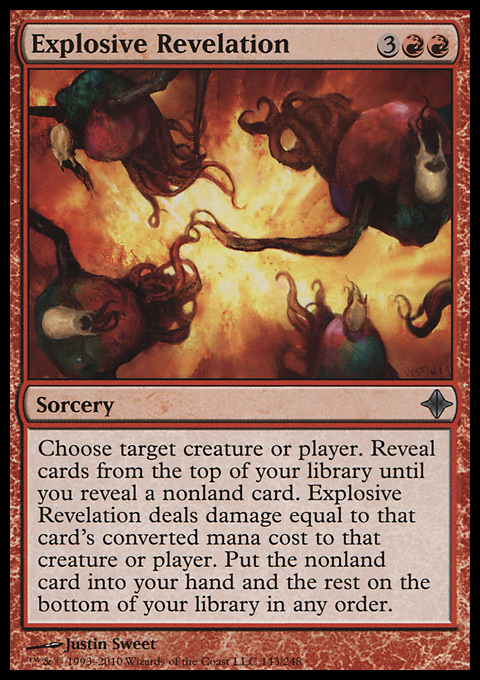 Explosive Revelation 3
Sorcery
Choose target creature or player. Reveal
cards from the top of your library until
you reveal a nonland card. Explosive
Revelation deals damage equal to that
card's converted mana cost to that
creature or player. Put the nonland
card into your hand and the rest on the
bottom of your library in any order.
Justin Sweet
™ & © 1993–2010 Wizards of the Coast LLC 143/248